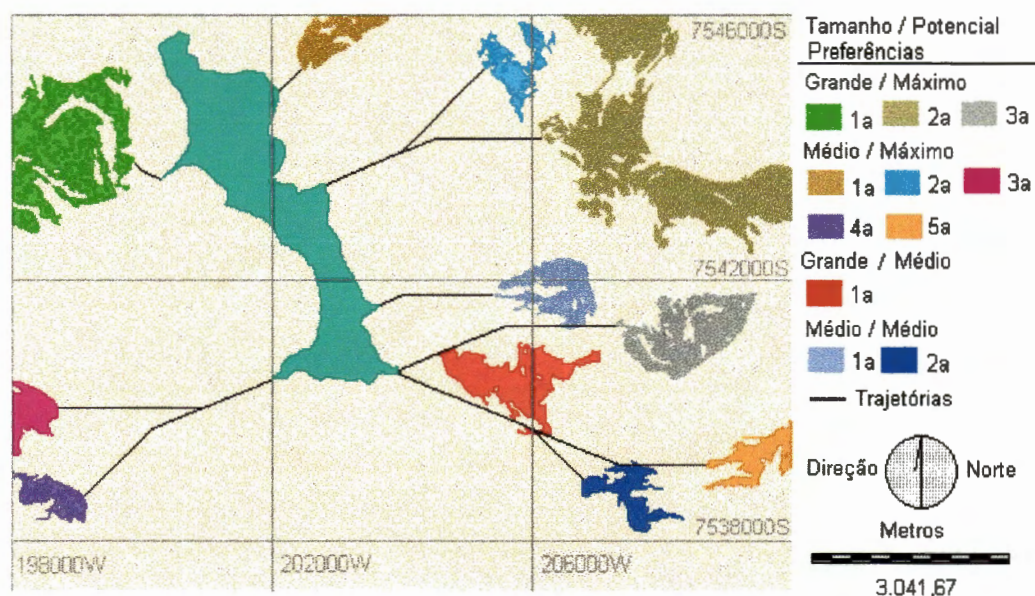 7546000S
7542000S
7538000S
198000W 202000W 206000W
Tamanho / Potencial
Preferências
Grande / Máximo
1a 2a 3a
Médio / Máximo
1a 2a 3a
4a 5a
Grande / Médio
1a
Médio / Médio
1a 2a
Trajetórias
Direção Norte
Metros
3.041,67